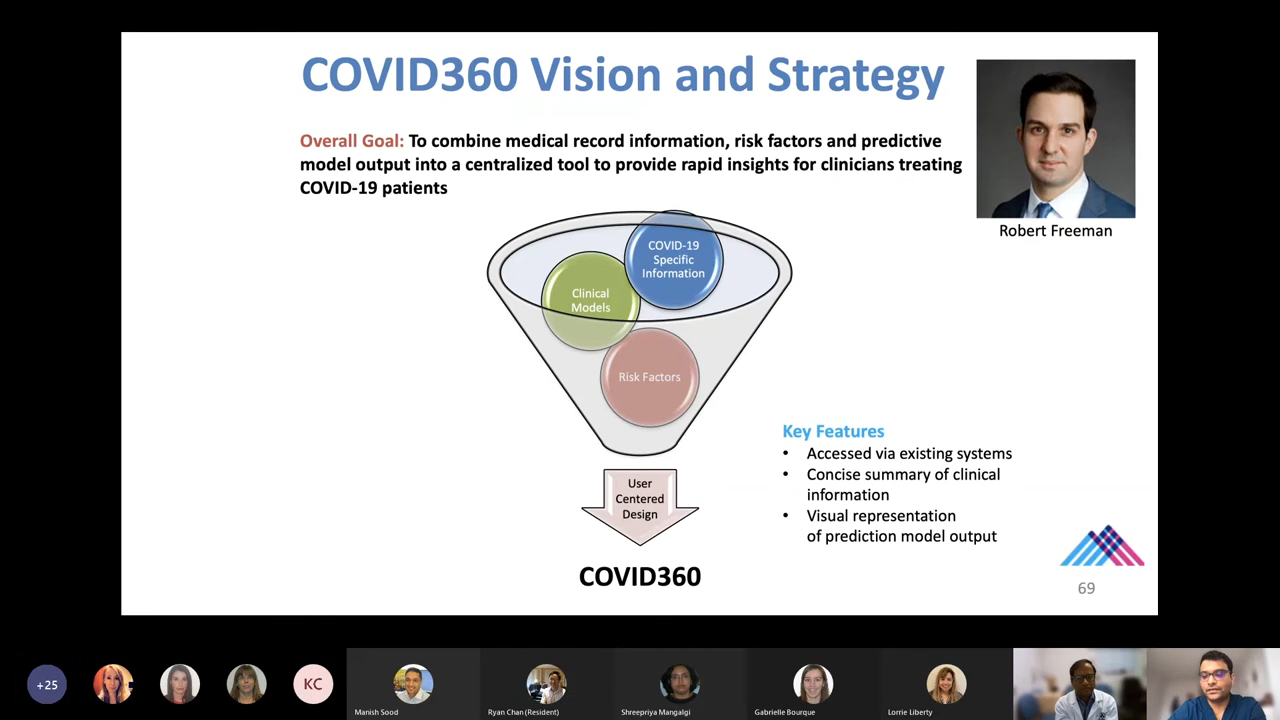 COVID360 Vision and Strategy
Overall Goal: To combine medical record information, risk factors and predictive
model output into a centralized tool to provide rapid insights for clinicians treating
COVID-19 patients
Robert Freeman
COVID-19
Specific
Information
Clinical
Models
Risk Factors
User
Centered
Design
COVID360
Key Features
• Accessed via existing systems
• Concise summary of clinical
information
• Visual representation
of prediction model output
69
+25
KC
Manish Sood
Ryan Chan (Resident)
Shreepriya Mangalgi
Gabrielle Bourque
Lorrie Liberty